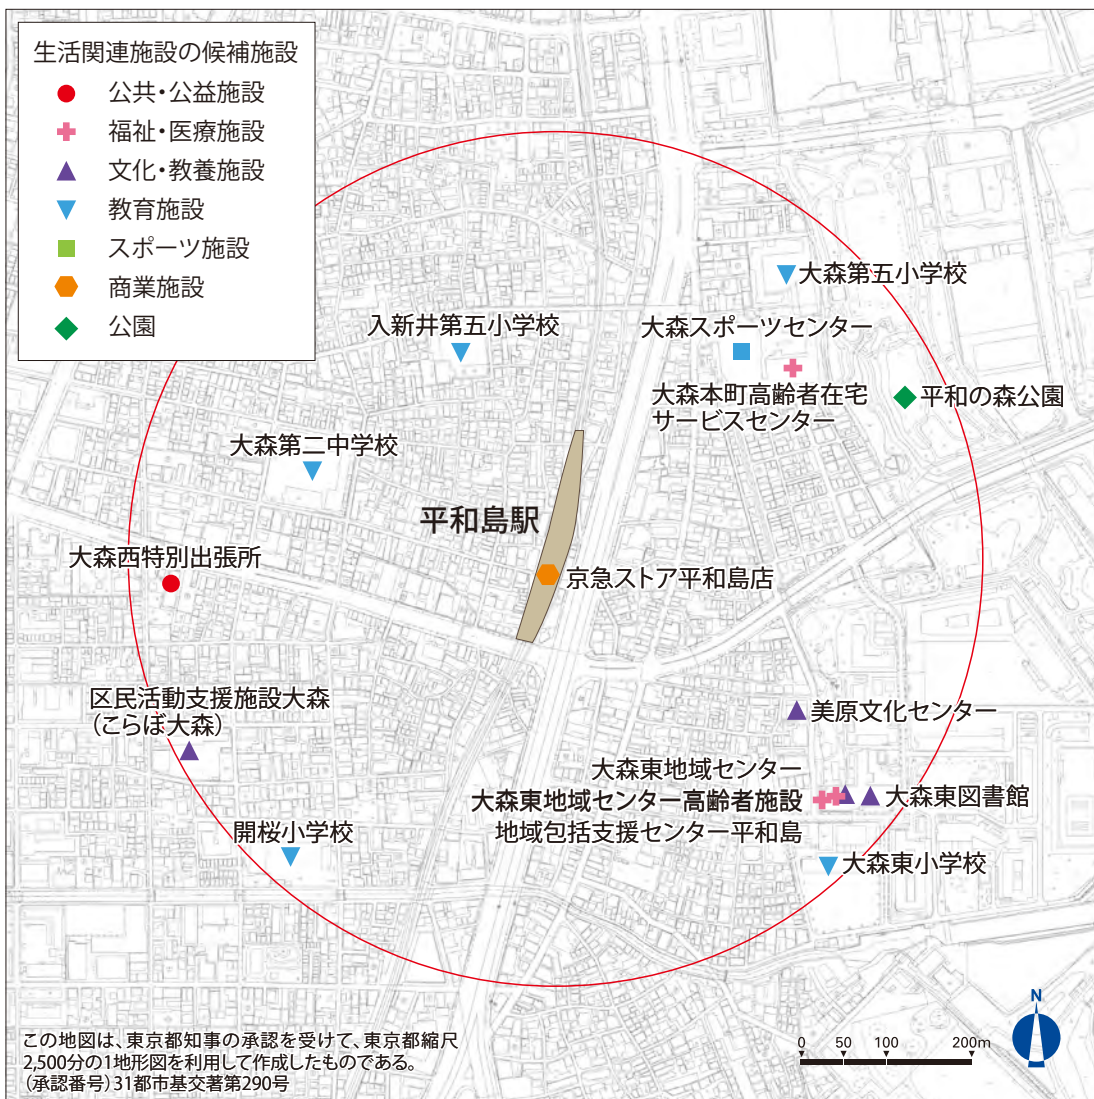 生活関連施設の候補施設
公共・公益施設
福祉・医療施設
文化・教養施設
教育施設
スポーツ施設
商業施設
公園
大森第五小学校
入新井第五小学校
大森スポーツセンター
大森本町高齢者在宅
サービスセンター
平和の森公園
大森第二中学校
平和島駅
大森西特別出張所
京急ストア平和島店
区民活動支援施設大森
（こらぼ大森）
美原文化センター
大森東地域センター
大森東地域センター高齢者施設
地域包括支援センター平和島
大森東図書館
開桜小学校
大森東小学校
この地図は、東京都知事の承認を受けて、東京都縮尺
2,500分の1地形図を利用して作成したものである。
（承認番号）31都市基交著第290号
0 50 100 200m
N